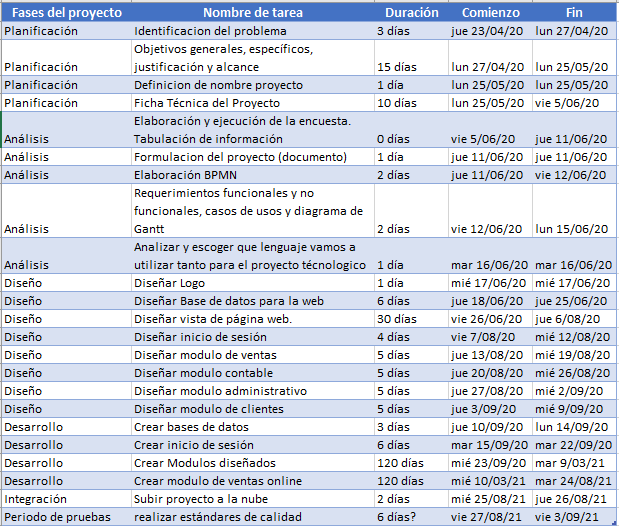 Fases del proyecto Nombre de tarea Duración Comienzo Fin
Planificación Identificacion del problema 3 días jue 23/04/20 lun 27/04/20
Objetivos generales, específicos,
Planificación justificación y alcance 15 días lun 27/04/20 lun 25/05/20
Planificación Definicion de nombre proyecto 1 día lun 25/05/20 lun 25/05/20
Planificación Ficha Técnica del Proyecto 10 días lun 25/05/20 vie 5/06/20
Elaboración y ejecución de la encuesta.
Análisis Tabulación de información 0 días vie 5/06/20 jue 11/06/20
Análisis Formulacion del proyecto (documento) 1 día jue 11/06/20 jue 11/06/20
Análisis Elaboración BPMN 2 días jue 11/06/20 vie 12/06/20
Requerimientos funcionales y no
funcionales, casos de usos y diagrama de
Análisis Gantt 2 días vie 12/06/20 lun 15/06/20
Analizar y escoger que lenguaje vamos a
Análisis utilizar tanto para el proyecto técnologico 1 día mar 16/06/20 mar 16/06/20
Diseño Diseñar Logo 1 día mié 17/06/20 mié 17/06/20
Diseño Diseñar Base de datos para la web 6 días jue 18/06/20 jue 25/06/20
Diseño Diseñar vista de página web. 30 días vie 26/06/20 jue 6/08/20
Diseño Diseñar inicio de sesión 4 días vie 7/08/20 mié 12/08/20
Diseño Diseñar modulo de ventas 5 días jue 13/08/20 mié 19/08/20
Diseño Diseñar modulo contable 5 días jue 20/08/20 mié 26/08/20
Diseño Diseñar modulo administrativo 5 días jue 27/08/20 mié 2/09/20
Diseño Diseñar modulo de clientes 5 días jue 3/09/20 mié 9/09/20
Desarrollo Crear bases de datos 3 días jue 10/09/20 lun 14/09/20
Desarrollo Crear inicio de sesión 6 días mar 15/09/20 mar 22/09/20
Desarrollo Crear Modulos diseñados 120 días mié 23/09/20 mar 9/03/21
Desarrollo Crear modulo de ventas online 120 días mié 10/03/21 mar 24/08/21
Integración Subir proyecto a la nube 2 días mié 25/08/21 jue 26/08/21
Periodo de pruebas realizar estándares de calidad 6 días? vie 27/08/21 vie 3/09/21